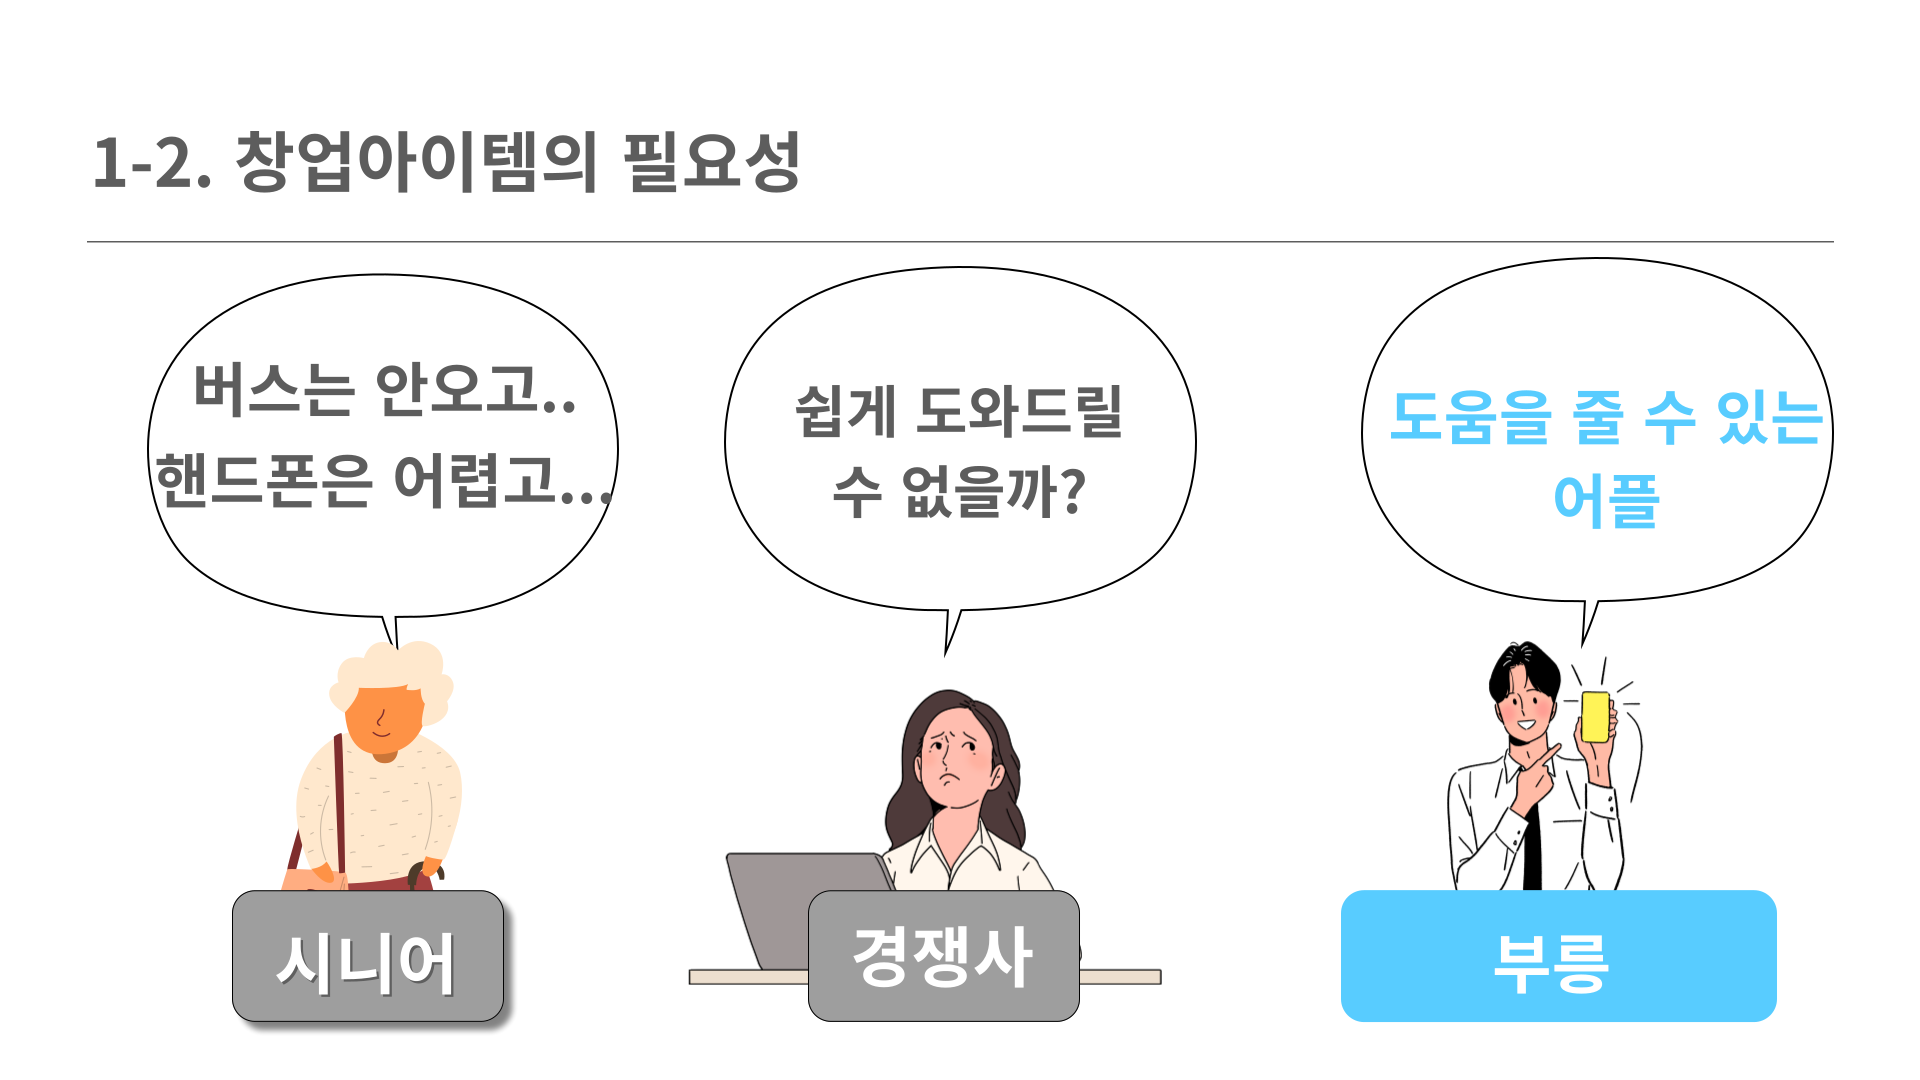 1-2. 창업아이템의 필요성
버스는 안오고..
핸드폰은 어렵고...
쉽게 도와드릴
수 없을까?
도움을 줄 수 있는
어플
시니어
경쟁사
부릉